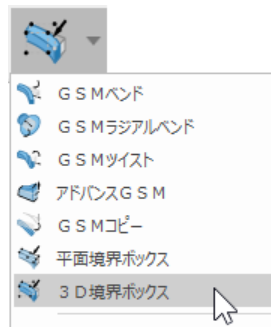 ＧＳＭベンド
ＧＳＭラジアルベンド
ＧＳＭツイスト
アドバンスＧＳＭ
ＧＳＭコピー
平面境界ボックス
３Ｄ境界ボックス